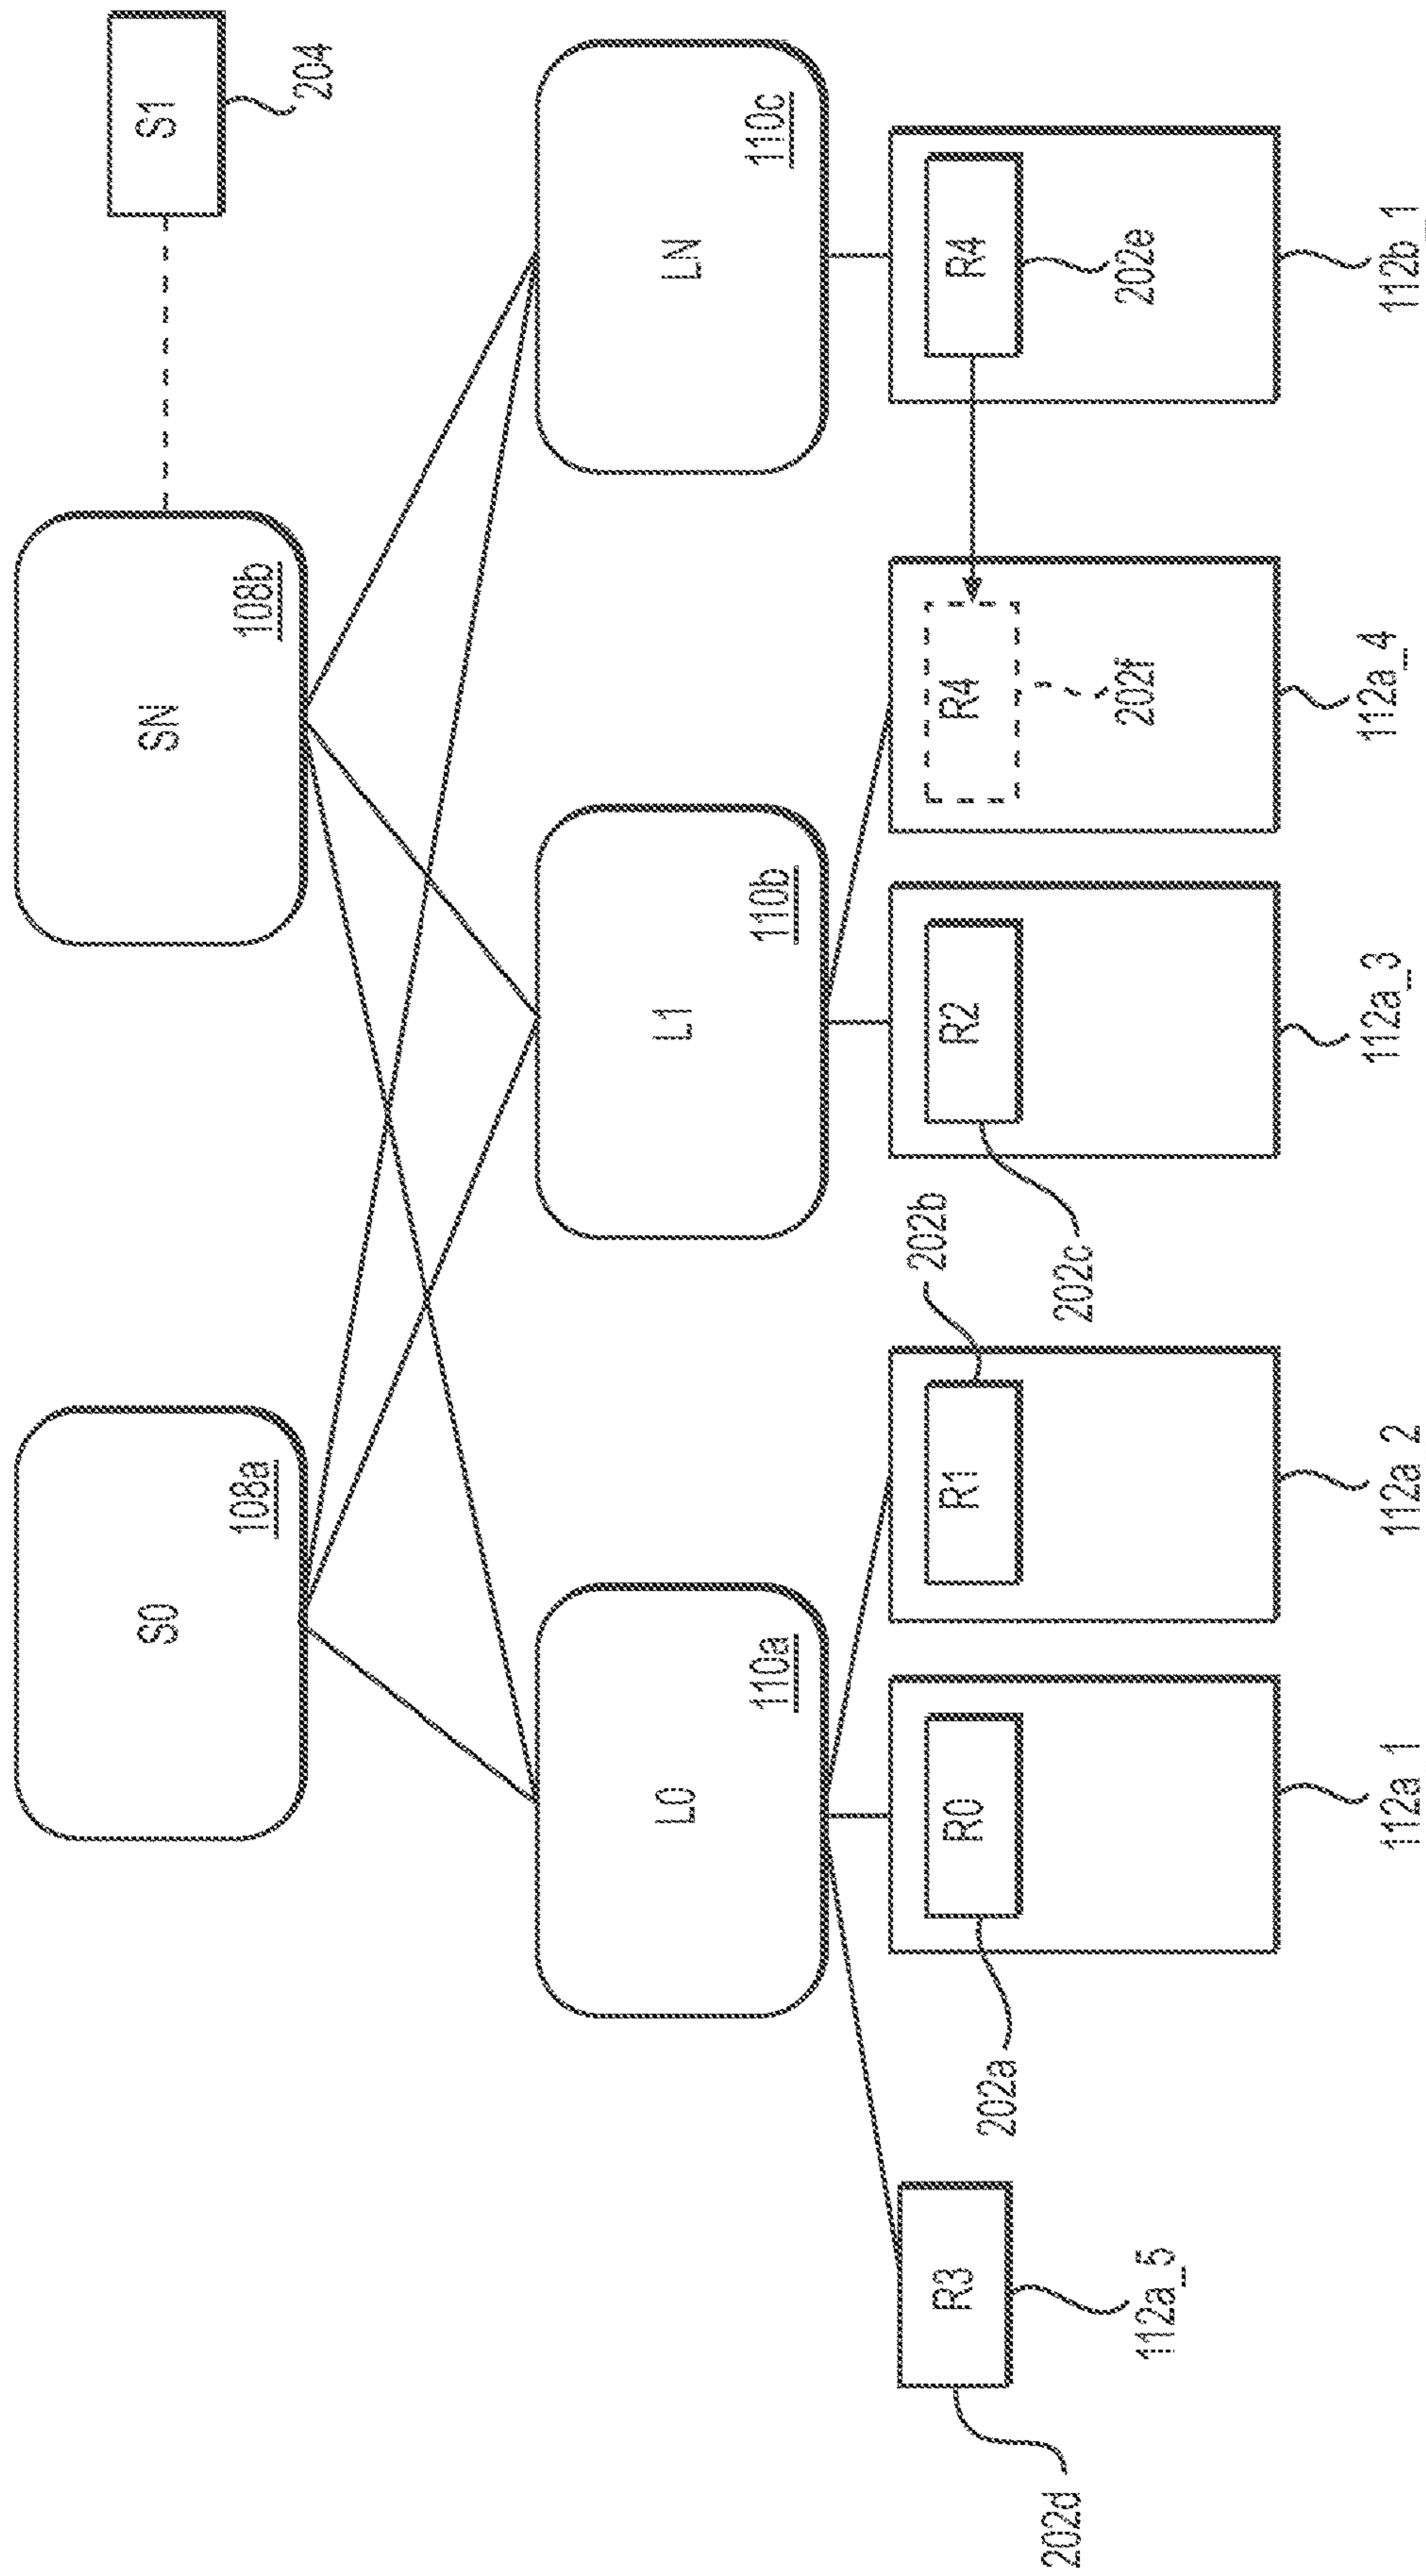 S0
108a
SN
108b
S1
204
L0
110a
L1
110b
LN
110c
R3
202d
112a_5
R0
202a
112a_1
R1
202b
112a_2
R2
202c
112a_3
R4
202f
112a_4
R4
202e
112b_1